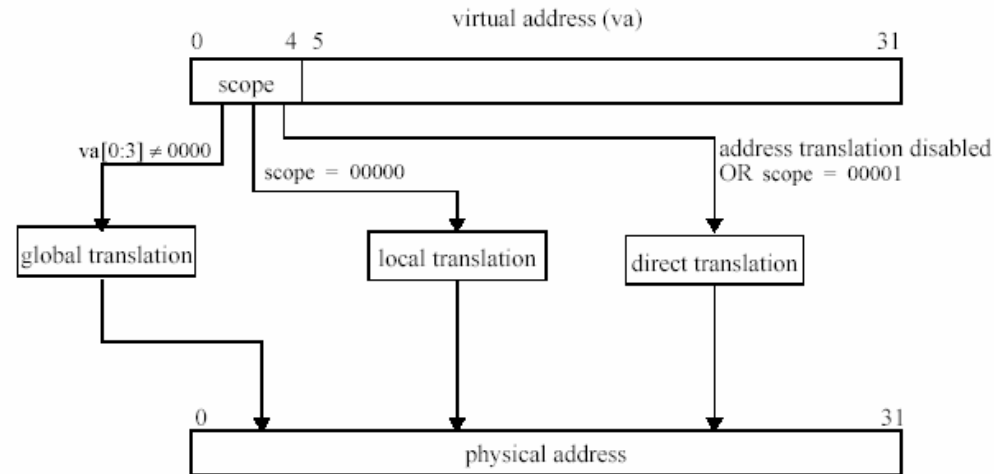 virtual address (va)
0 4 5 31
scope
va[0:3] ≠ 0000
scope = 00000
address translation disabled
OR scope = 00001
global translation
local translation
direct translation
0 31
physical address